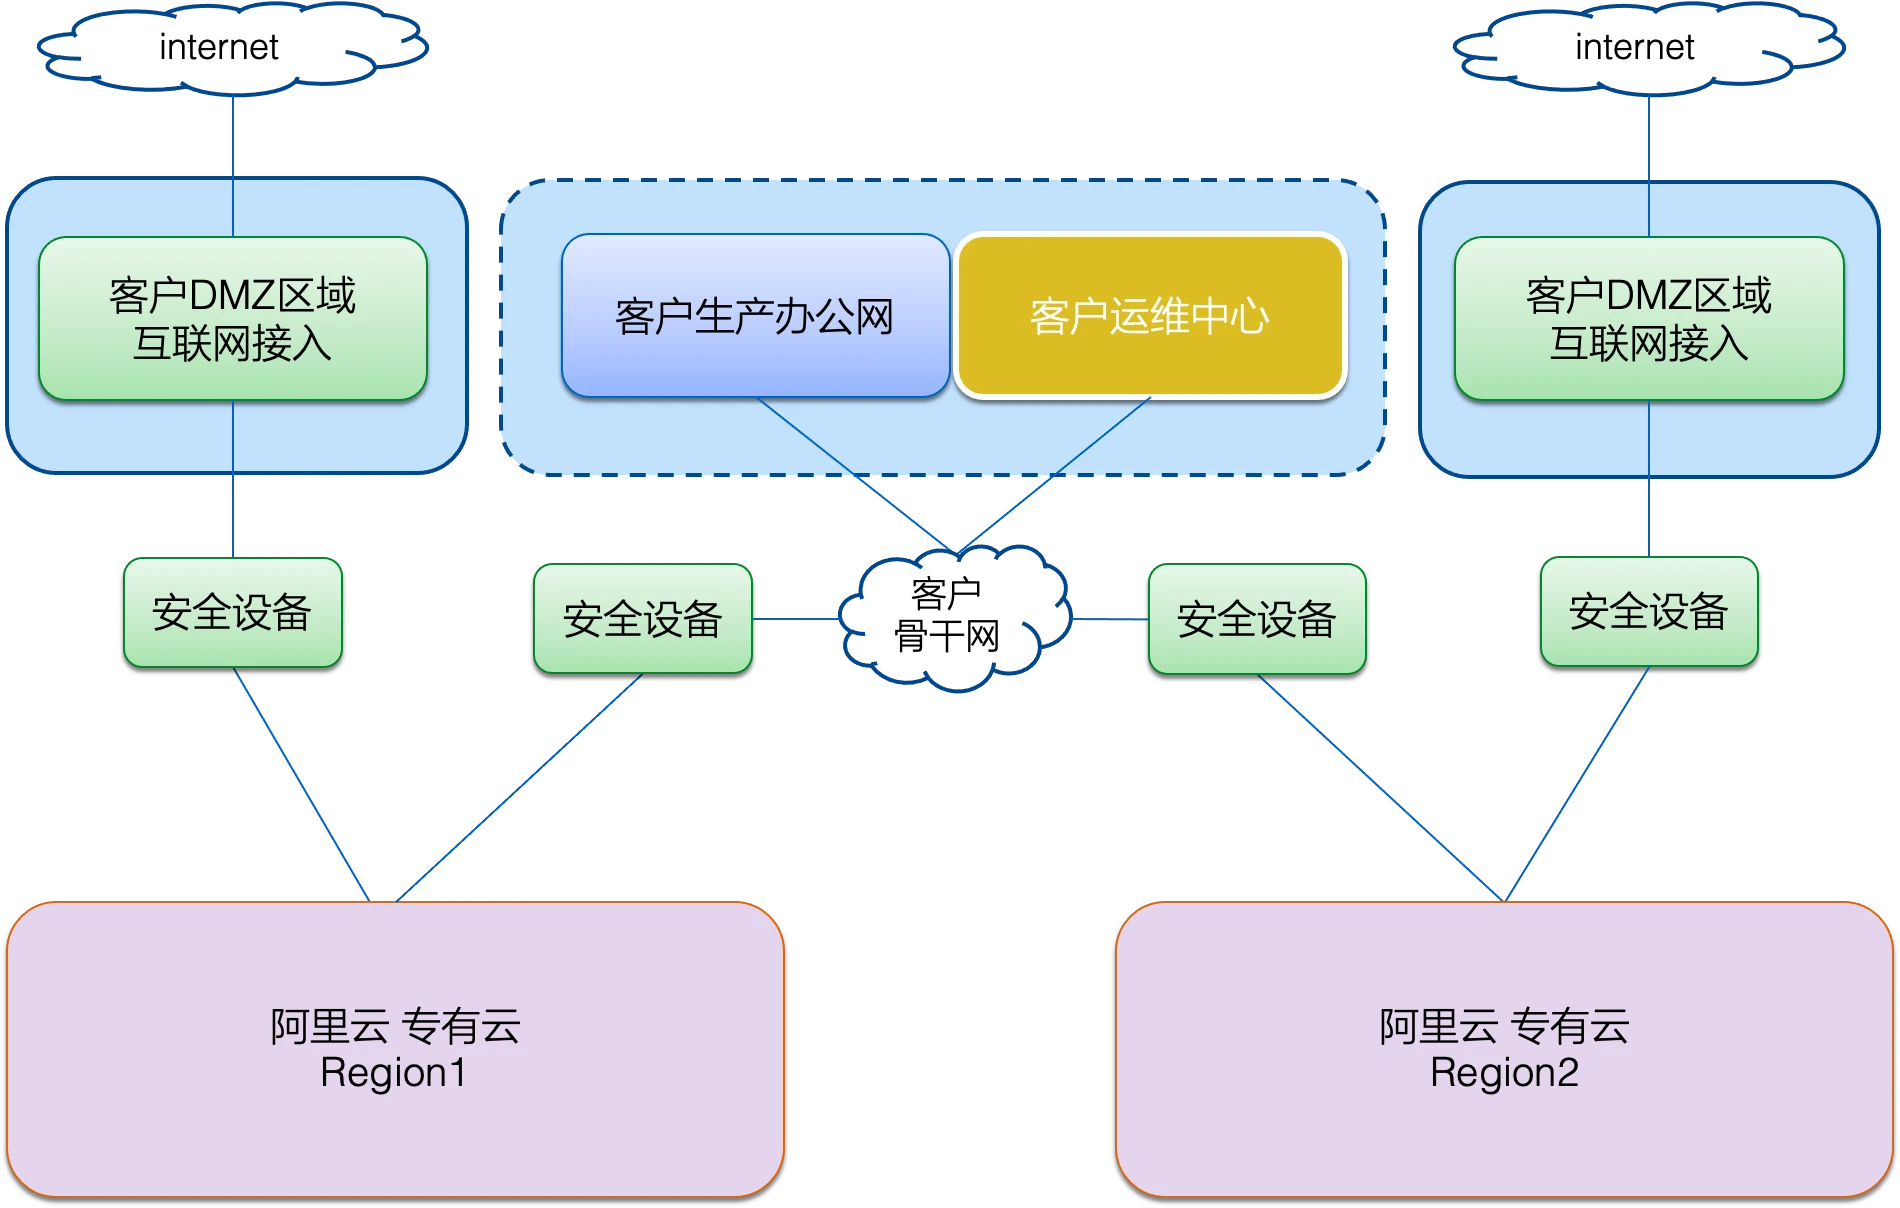 internet
internet
客户DMZ区域
互联网接入
客户生产办公网
客户运维中心
客户DMZ区域
互联网接入
安全设备
安全设备
客户
骨干网
安全设备
安全设备
阿里云 专有云
Region1
阿里云 专有云
Region2